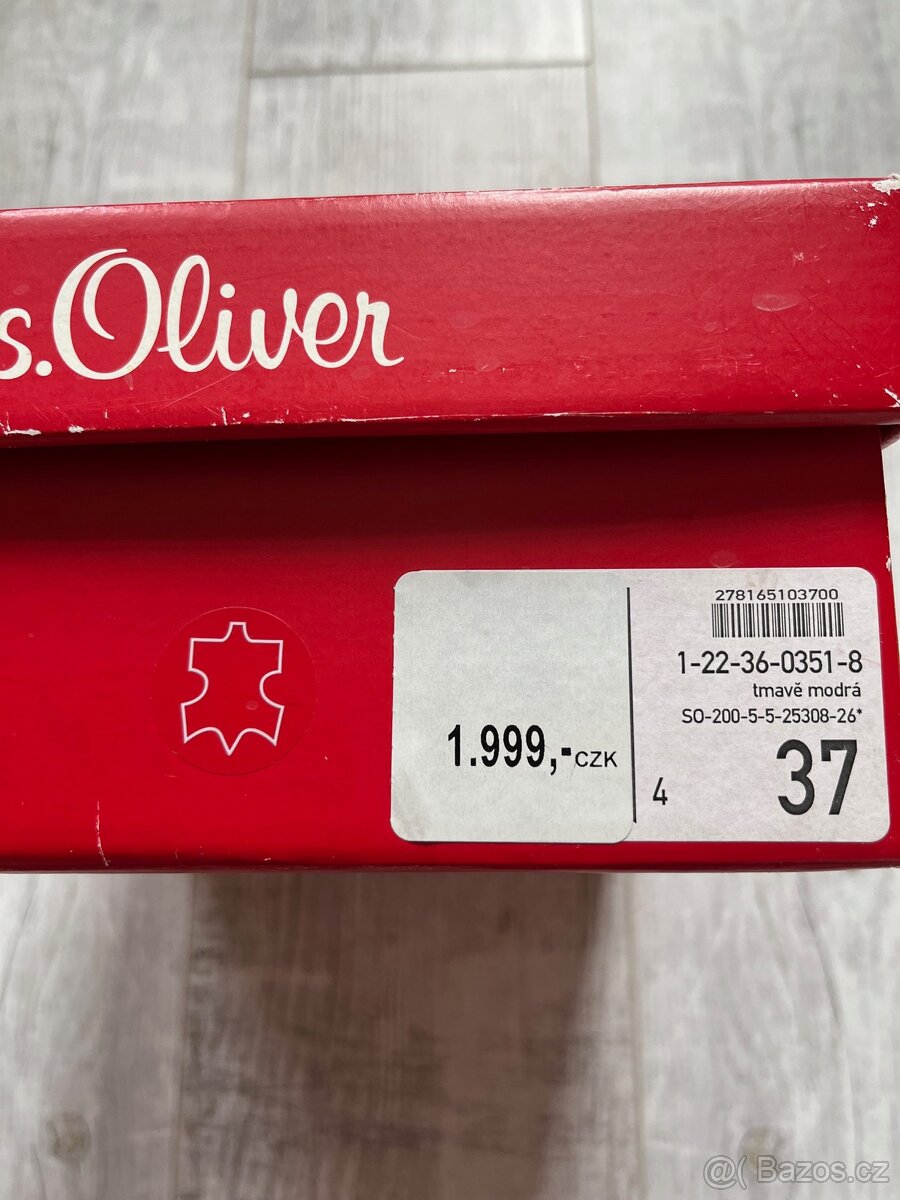 s.Oliver
278165103700
1-22-36-0351-8
tmavě modrá
SO-200-5-5-25308-26*
1.999,-CZK
4
37
@( Bazos.cz